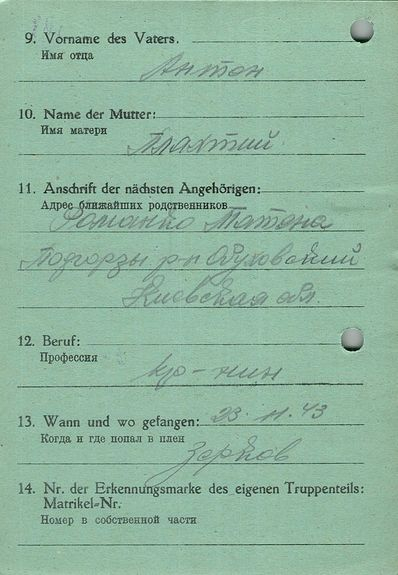 9. Vorname des Vaters.
Имя отца
Антон
10. Name der Mutter:
Имя матери
Плахтий
11. Anschrift der nächsten Angehörigen:
Адрес ближайших родственников
Романко Татяна
Подгорзы р-н Обуховский
Киевская обл.
12. Beruf:
Профессия
кр-нин
13. Wann und wo gefangen: 23. 11. 43
Когда и где попал в плен
14. Nr. der Erkennungsmarke des eigenen Truppenteils:
Matrikel-Nr.
Номер в собственной части